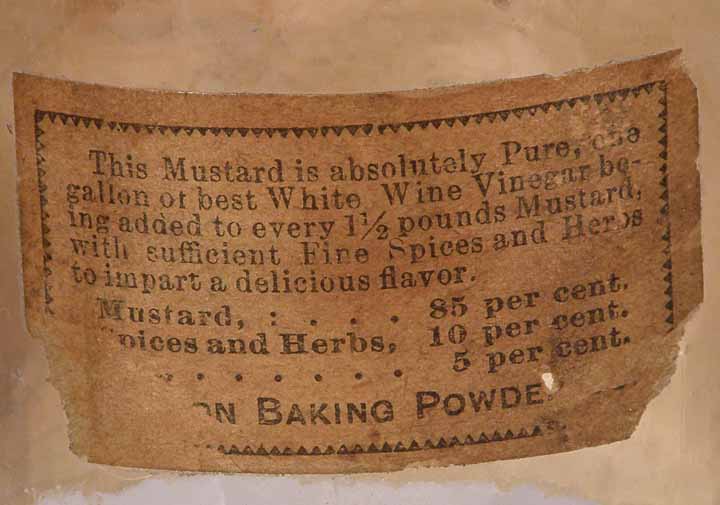 This Mustard is absolutely Pure, one
gallon of best White Wine Vinegar be-
ing added to every 1½ pounds Mustard,
with sufficient Fine Spices and Herbs
to impart a delicious flavor.
Mustard, : . . . . 85 per cent.
Spices and Herbs, 10 per cent.
. . . . . . . 5 per cent.
BAKING POWDE